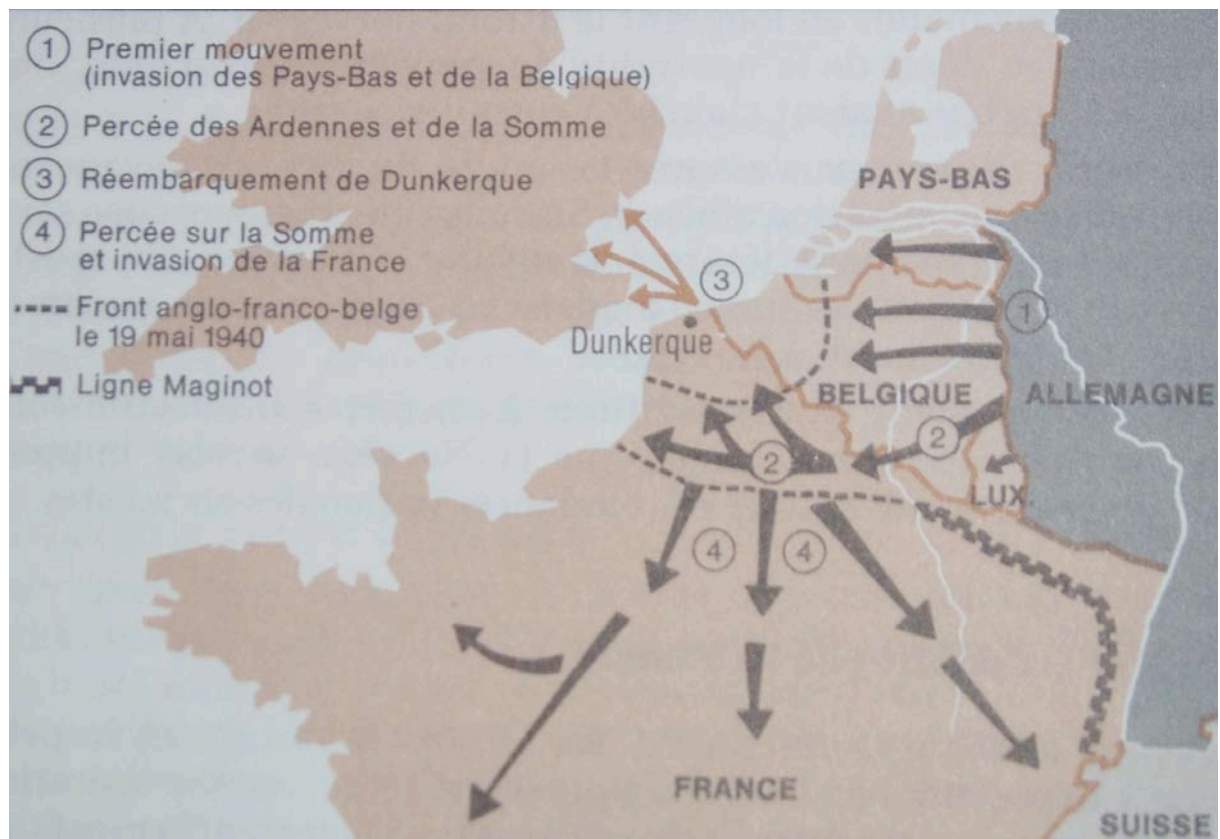 1 Premier mouvement
(invasion des Pays-Bas et de la Belgique)
2 Percée des Ardennes et de la Somme
3 Réembarquement de Dunkerque
4 Percée sur la Somme
et invasion de la France
Front anglo-franco-belge
le 19 mai 1940
Ligne Maginot
PAYS-BAS
3
1
Dunkerque
BELGIQUE
ALLEMAGNE
2
2
LUX.
4
4
FRANCE
SUISSE